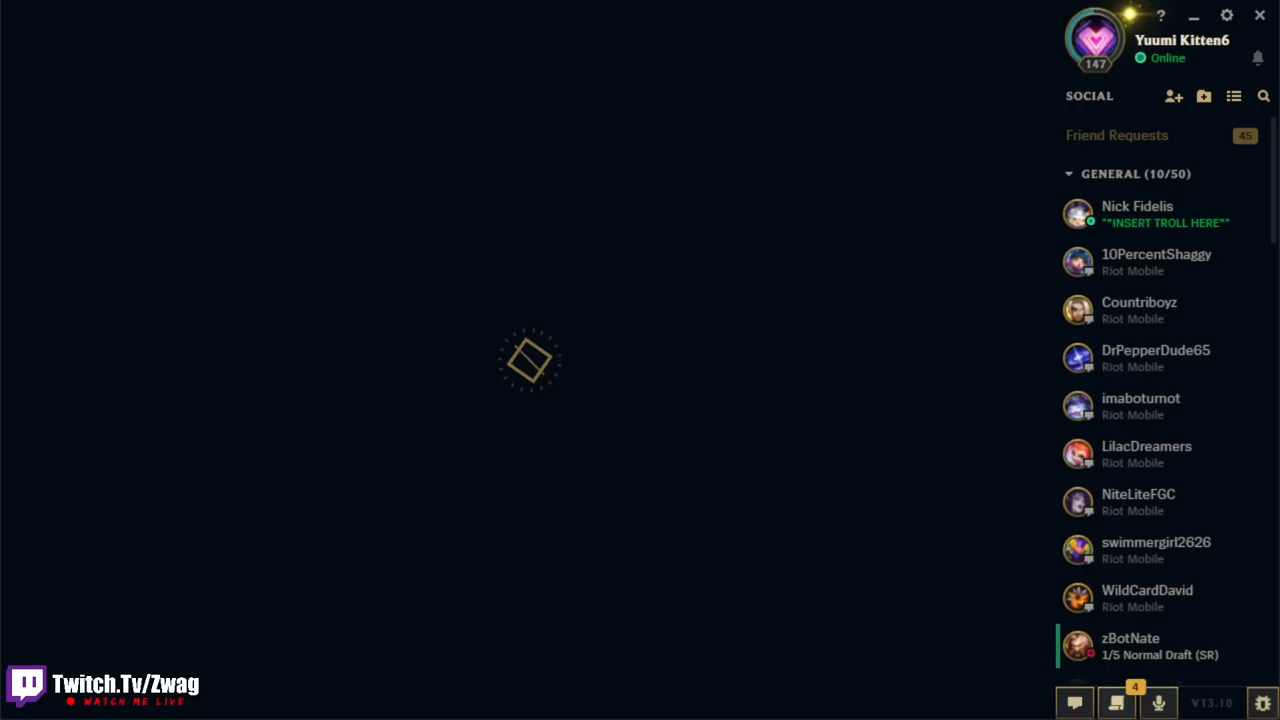 ?
Yuumi Kitten6
147
Online
SOCIAL
Friend Requests
45
GENERAL (10/50)
Nick Fidelis
""INSERT TROLL HERE""
10PercentShaggy
Riot Mobile
Countriboyz
Riot Mobile
DrPepperDude65
Riot Mobile
imaboturnot
Riot Mobile
LilacDreamers
Riot Mobile
NiteLiteFGC
Riot Mobile
swimmergirl2626
Riot Mobile
WildCardDavid
Riot Mobile
zBotNate
1/5 Normal Draft (SR)
Twitch.Tv/Zwag
WATCH ME LIVE
4
V13.10